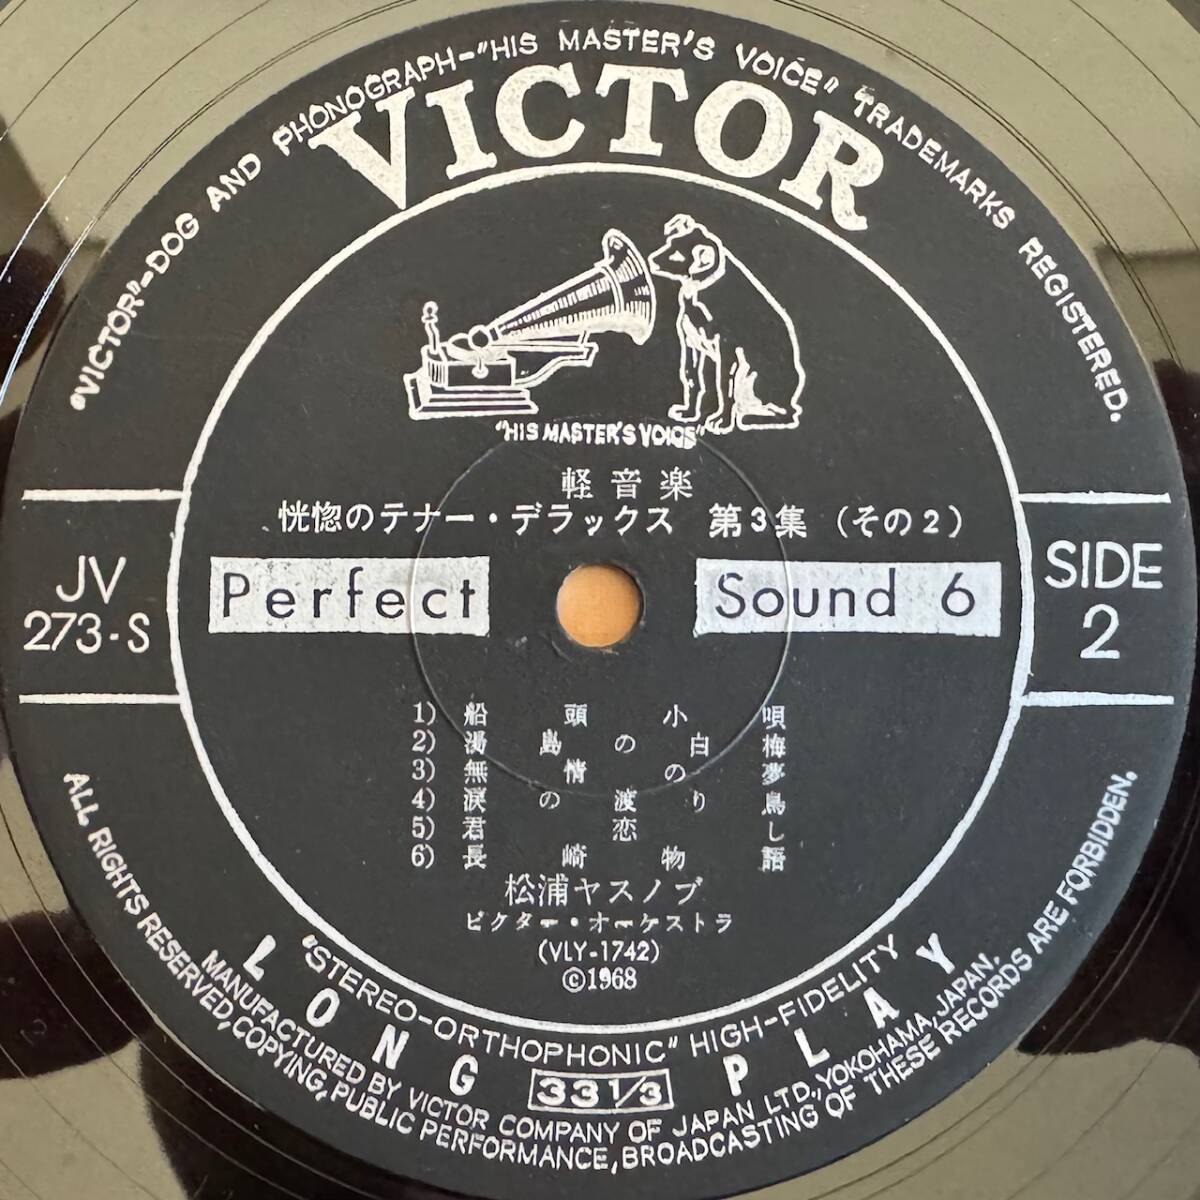 "VICTOR"-DOG AND PHONOGRAPH-"HIS MASTER'S VOICE" TRADEMARKS REGISTERED.
VICTOR
"HIS MASTER'S VOICE"
軽音楽
恍惚のテナー・デラックス 第3集 (その2)
JV
273-S
Perfect Sound 6
SIDE
2
1) 船頭小唄
2) 湯島の白梅
3) 無情の夢
4) 涙の渡り鳥
5) 君恋し
6) 長崎物語
松浦ヤスノブ
ビクター・オーケストラ
(VLY-1742)
©1968
"STEREO-ORTHOPHONIC" HIGH-FIDELITY
LONG 33 1/3 PLAY
MANUFACTURED BY VICTOR COMPANY OF JAPAN LTD., YOKOHAMA, JAPAN.
ALL RIGHTS RESERVED, COPYING, PUBLIC PERFORMANCE, BROADCASTING OF THESE RECORDS ARE FORBIDDEN.